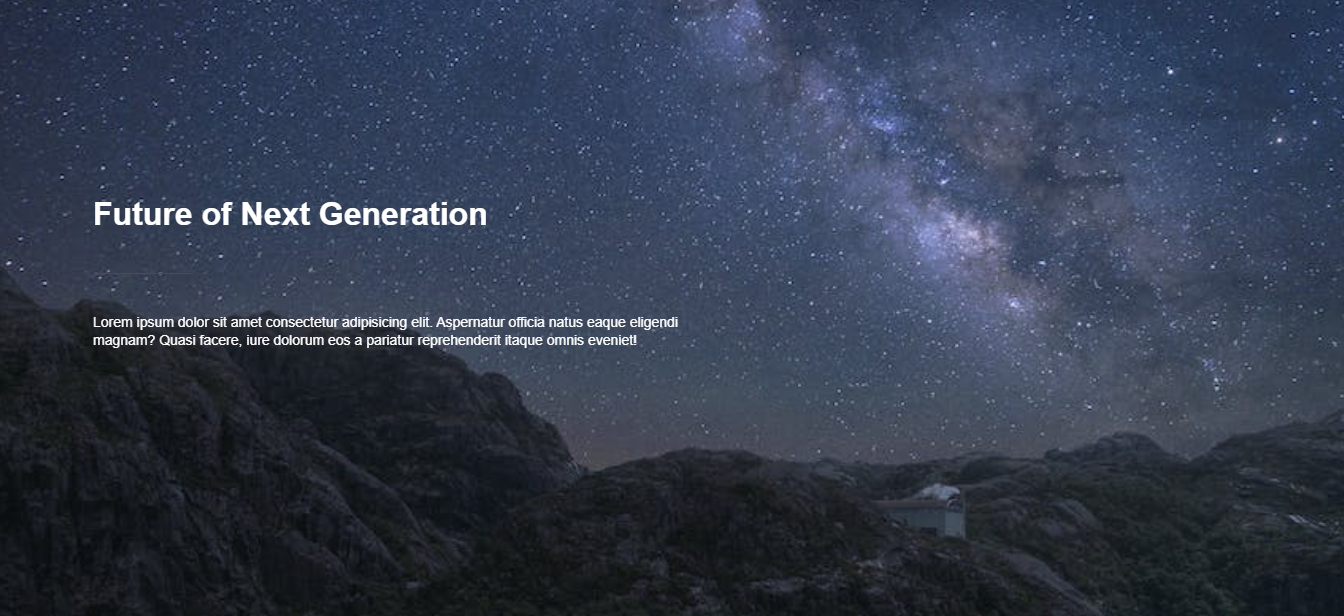 Future of Next Generation
Lorem ipsum dolor sit amet consectetur adipisicing elit. Aspernatur officia natus eaque eligendi
magnam? Quasi facere, iure dolorum eos a pariatur reprehenderit itaque omnis eveniet!